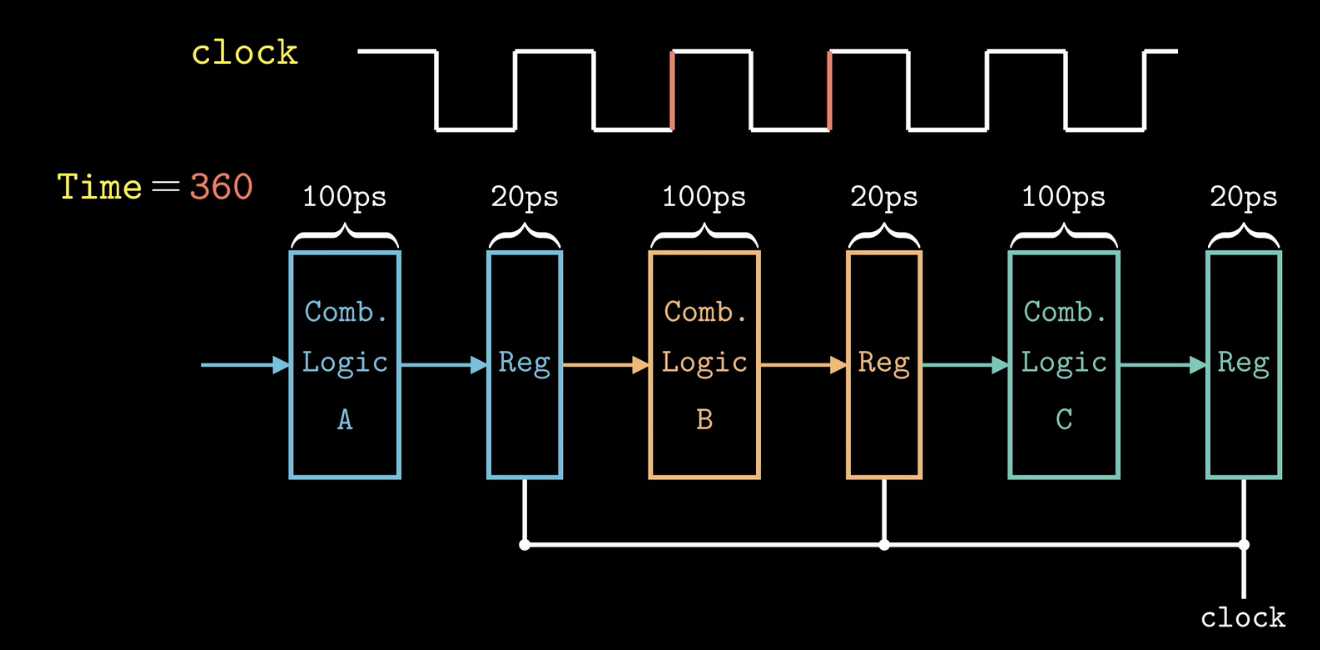 clock
Time = 360
100ps
20ps
100ps
20ps
100ps
20ps
Comb.
Logic
A
Reg
Comb.
Logic
B
Reg
Comb.
Logic
C
Reg
clock